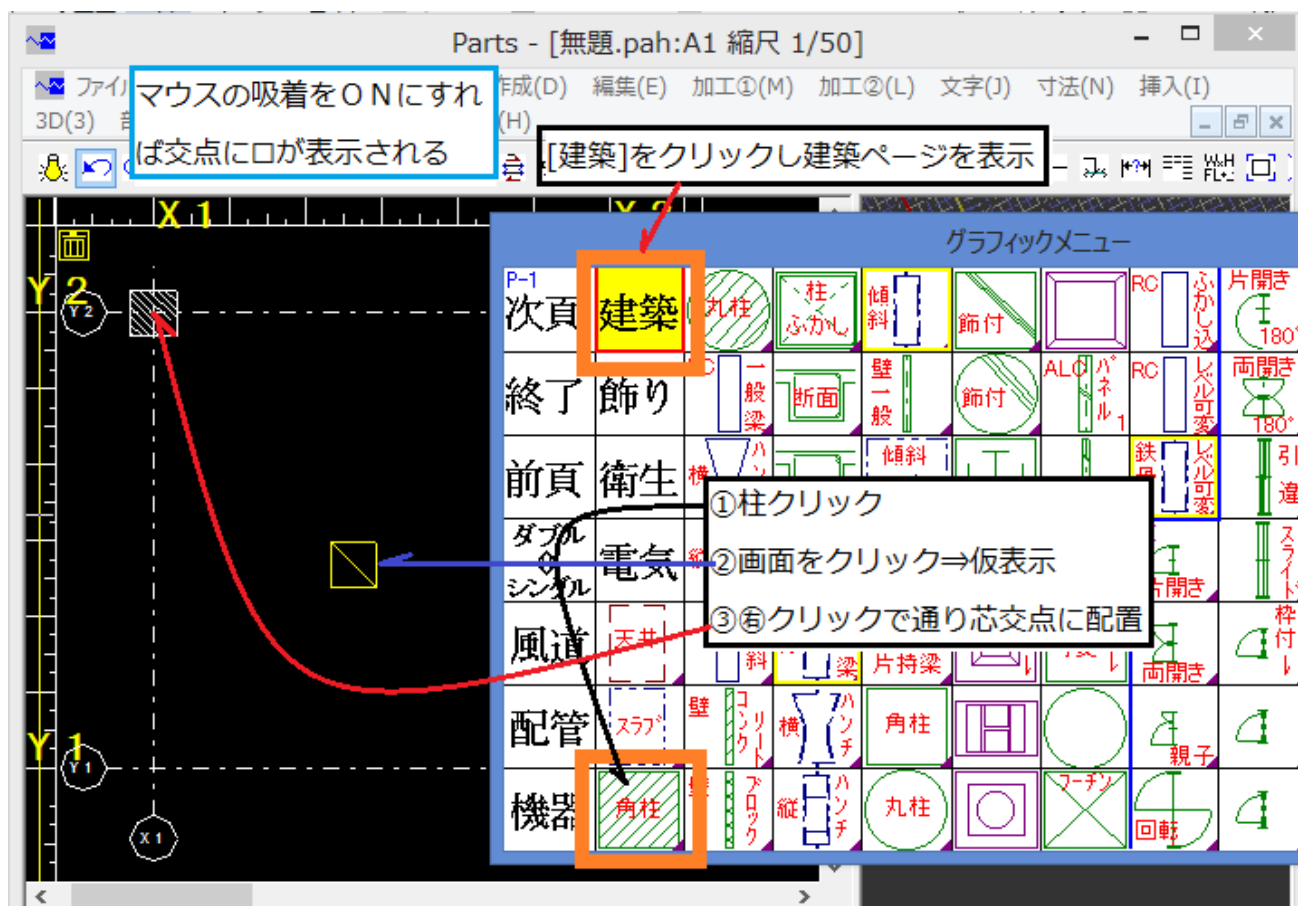 Parts - [無題.pah:A1 縮尺 1/50]
作成(D) 編集(E) 加工①(M) 加工②(L) 文字(J) 寸法(N) 挿入(I)
3D(3)
(H)
マウスの吸着をＯＮにすれ
ば交点に口が表示される
[建築]をクリックし建築ページを表示
X 1
Y 2
Y2
Y 1
Y1
X1
グラフィックメニュー
P-1
次頁 建築 丸柱 柱ふかし 傾斜 飾付 RC ふかし込 片開き 180°
終了 飾り 一般梁 断面 壁一般 飾付 ALC パネル1 RC レベル可変 両開き 180°
前頁 衛生 横 傾斜 レベル可変 引違
ダブル⇔シングル 電気 片開き スライド
風道 天井 斜 梁 片持梁 両開き 枠付
配管 スラブ 壁 コンクリート 横 ハンチ 角柱 親子
機器 角柱 壁 ブロック 縦 ハンチ 丸柱 フーチン 回転
①柱クリック
②画面をクリック⇒仮表示
③㊨クリックで通り芯交点に配置